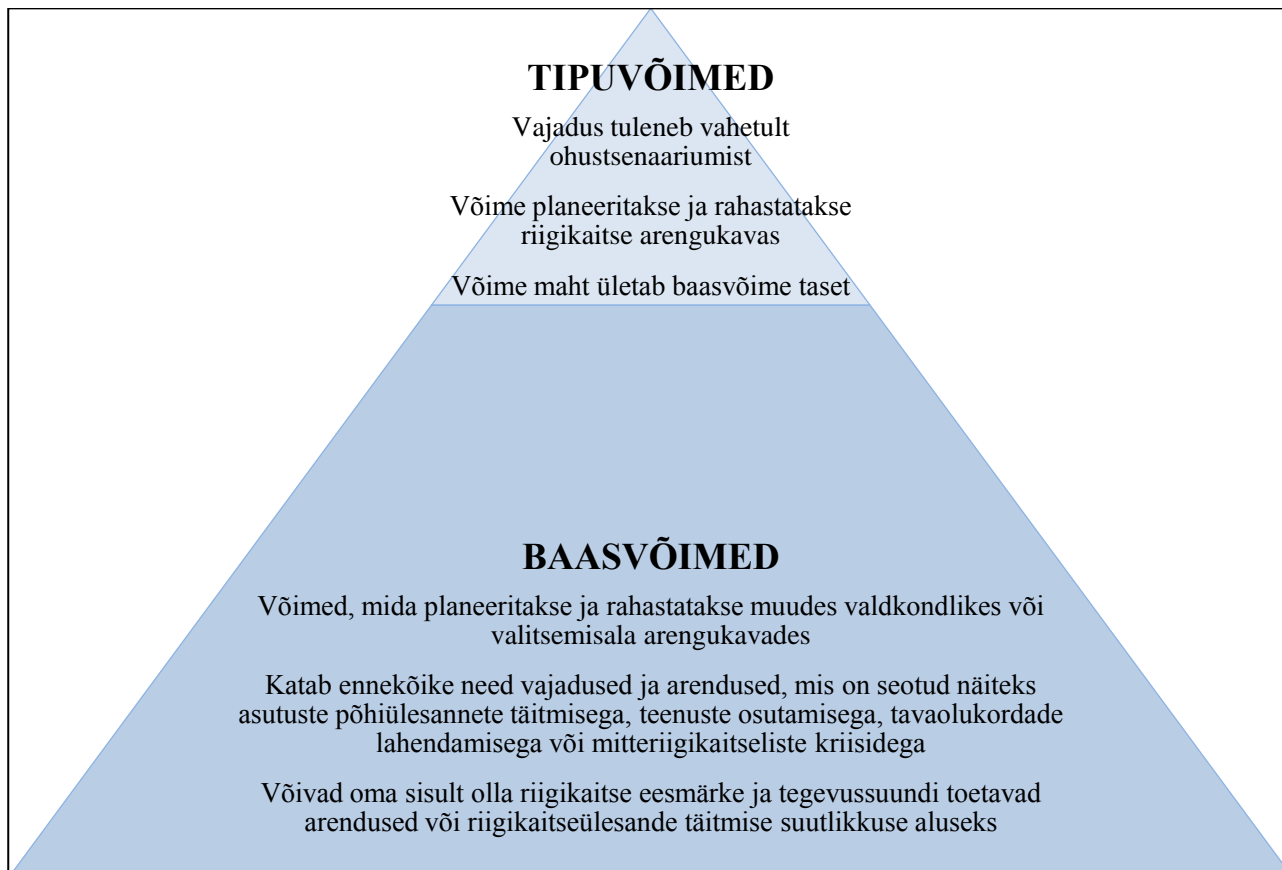 TIPUVÕIMED
Vajadus tuleneb vahetult
ohustsenaariumist
Võime planeeritakse ja rahastatakse
riigikaitse arengukavas
Võime maht ületab baasvõime taset
BAASVÕIMED
Võimed, mida planeeritakse ja rahastatakse muudes valdkondlikes või
valitsemisala arengukavades
Katab ennekõike need vajadused ja arendused, mis on seotud näiteks
asutuste põhiülesannete täitmisega, teenuste osutamisega, tavaolukordade
lahendamisega või mitteriigikaitseliste kriisidega
Võivad oma sisult olla riigikaitse eesmärke ja tegevussuundi toetavad
arendused või riigikaitseülesande täitmise suutlikkuse aluseks